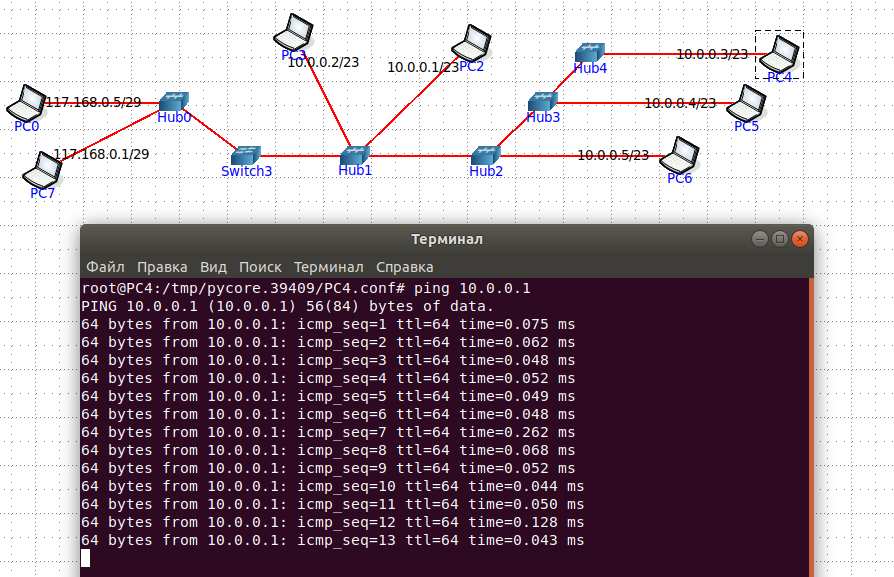 PC3
10.0.0.2/23
10.0.0.1/23
PC2
Hub4
10.0.0.3/23
PC4
117.168.0.5/29
PC0
Hub0
Hub3
10.0.0.4/23
PC5
117.168.0.1/29
PC7
Switch3
Hub1
Hub2
10.0.0.5/23
PC6
Терминал
Файл Правка Вид Поиск Терминал Справка
root@PC4:/tmp/pycore.39409/PC4.conf# ping 10.0.0.1
PING 10.0.0.1 (10.0.0.1) 56(84) bytes of data.
64 bytes from 10.0.0.1: icmp_seq=1 ttl=64 time=0.075 ms
64 bytes from 10.0.0.1: icmp_seq=2 ttl=64 time=0.062 ms
64 bytes from 10.0.0.1: icmp_seq=3 ttl=64 time=0.048 ms
64 bytes from 10.0.0.1: icmp_seq=4 ttl=64 time=0.052 ms
64 bytes from 10.0.0.1: icmp_seq=5 ttl=64 time=0.049 ms
64 bytes from 10.0.0.1: icmp_seq=6 ttl=64 time=0.048 ms
64 bytes from 10.0.0.1: icmp_seq=7 ttl=64 time=0.262 ms
64 bytes from 10.0.0.1: icmp_seq=8 ttl=64 time=0.068 ms
64 bytes from 10.0.0.1: icmp_seq=9 ttl=64 time=0.052 ms
64 bytes from 10.0.0.1: icmp_seq=10 ttl=64 time=0.044 ms
64 bytes from 10.0.0.1: icmp_seq=11 ttl=64 time=0.050 ms
64 bytes from 10.0.0.1: icmp_seq=12 ttl=64 time=0.128 ms
64 bytes from 10.0.0.1: icmp_seq=13 ttl=64 time=0.043 ms